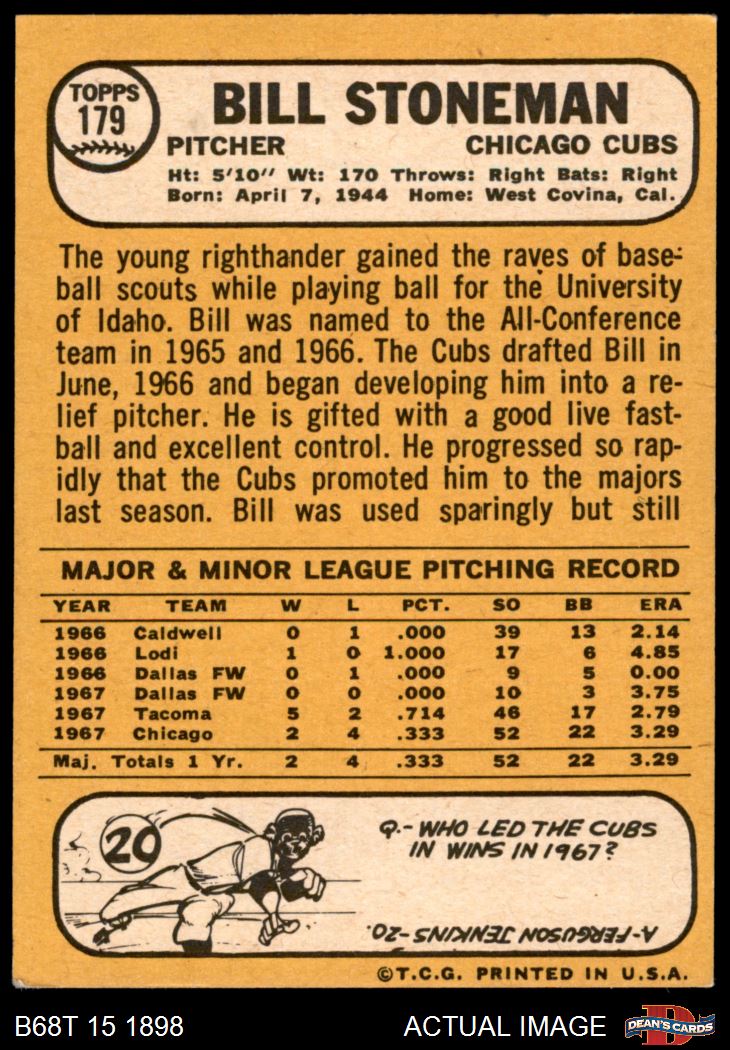 TOPPS
179
BILL STONEMAN
PITCHER CHICAGO CUBS
Ht: 5'10" Wt: 170 Throws: Right Bats: Right
Born: April 7, 1944 Home: West Covina, Cal.
The young righthander gained the raves of base-
ball scouts while playing ball for the University
of Idaho. Bill was named to the All-Conference
team in 1965 and 1966. The Cubs drafted Bill in
June, 1966 and began developing him into a re-
lief pitcher. He is gifted with a good live fast-
ball and excellent control. He progressed so rap-
idly that the Cubs promoted him to the majors
last season. Bill was used sparingly but still
MAJOR & MINOR LEAGUE PITCHING RECORD
YEAR TEAM W L PCT. SO BB ERA
1966 Caldwell 0 1 .000 39 13 2.14
1966 Lodi 1 0 1.000 17 6 4.85
1966 Dallas FW 0 1 .000 9 5 0.00
1967 Dallas FW 0 0 .000 10 3 3.75
1967 Tacoma 5 2 .714 46 17 2.79
1967 Chicago 2 4 .333 52 22 3.29
Maj. Totals 1 Yr. 2 4 .333 52 22 3.29
20
Q.- WHO LED THE CUBS
IN WINS IN 1967?
A-FERGUSON JENKINS-20.
©T.C.G. PRINTED IN U.S.A.
B68T 15 1898 ACTUAL IMAGE
D
DEAN'S CARDS